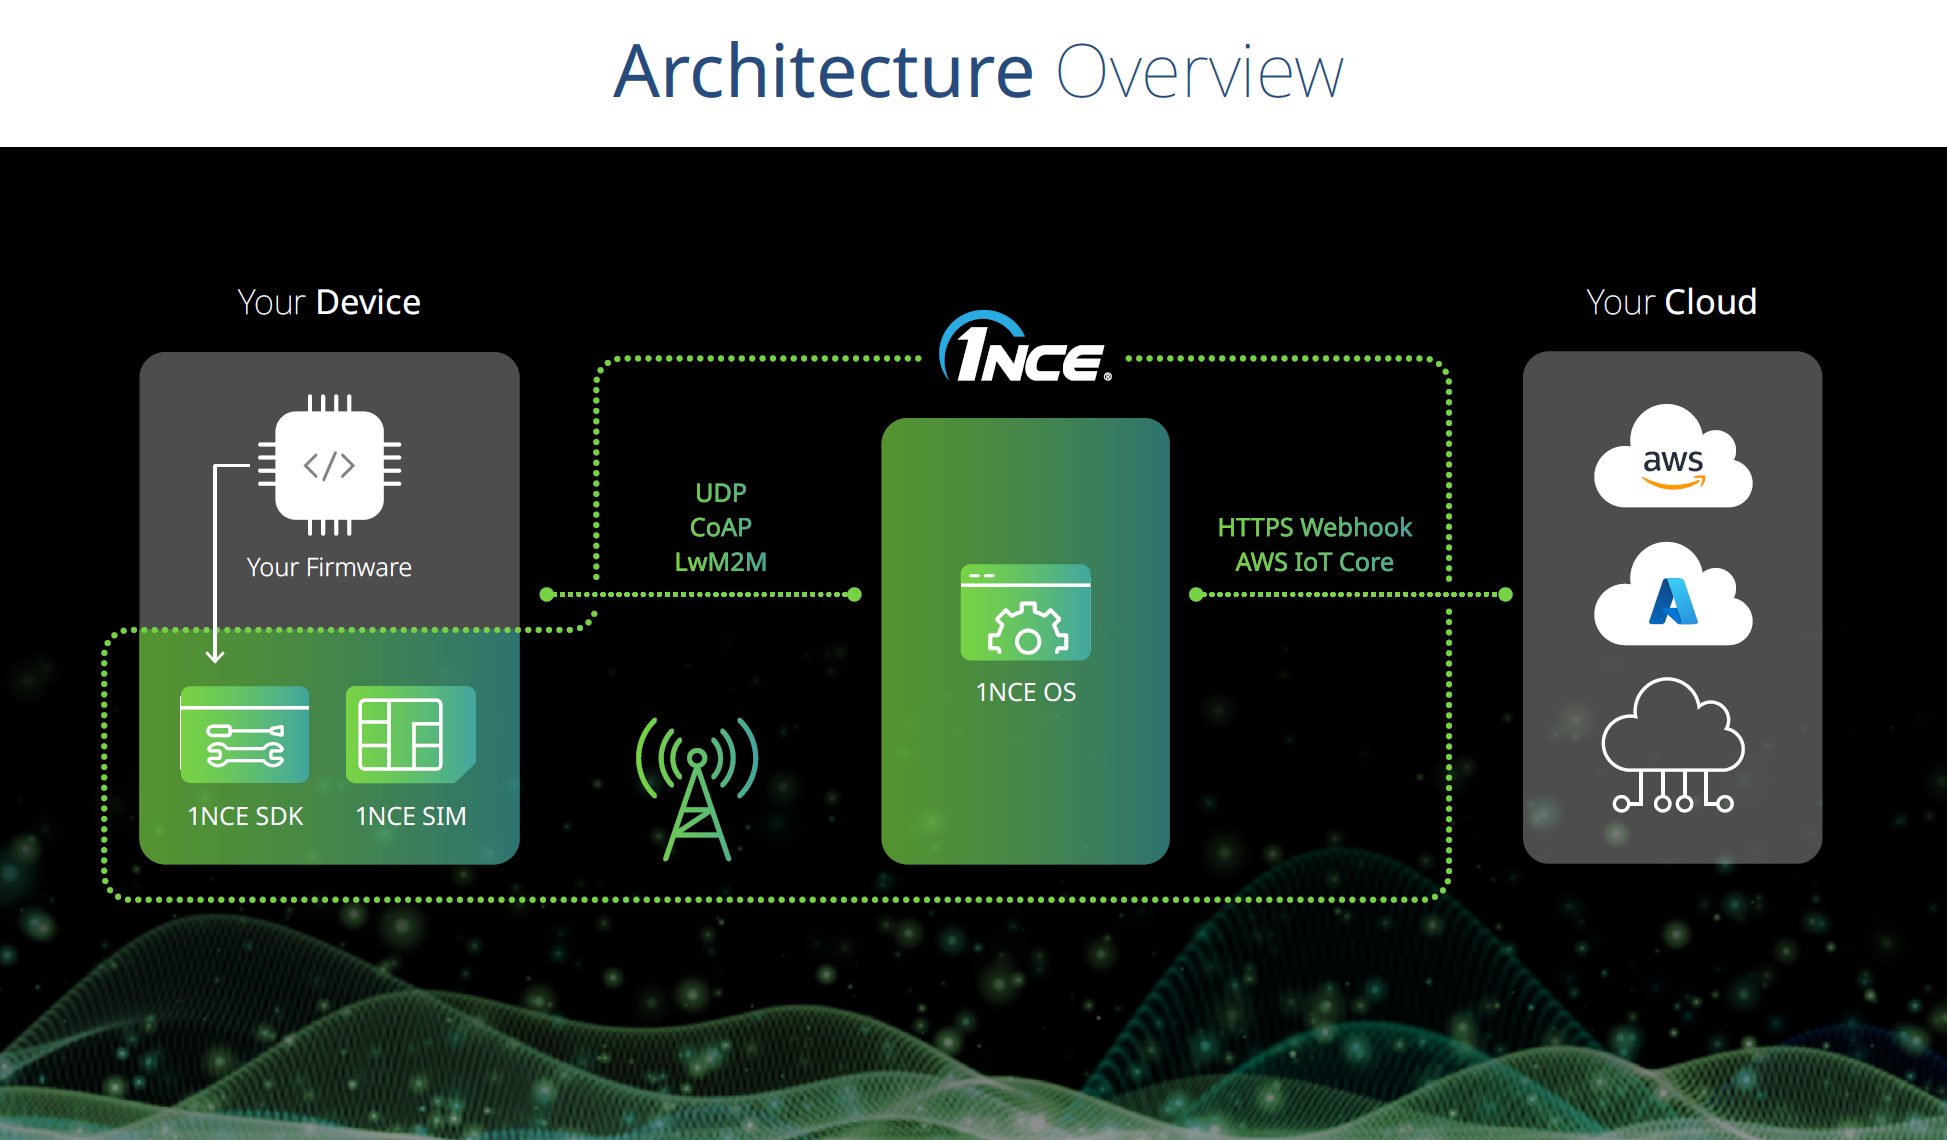 Architecture Overview
Your Device
</>
Your Firmware
1NCE SDK
1NCE SIM
UDP
CoAP
LwM2M
1NCE®
1NCE OS
HTTPS Webhook
AWS IoT Core
Your Cloud
aws